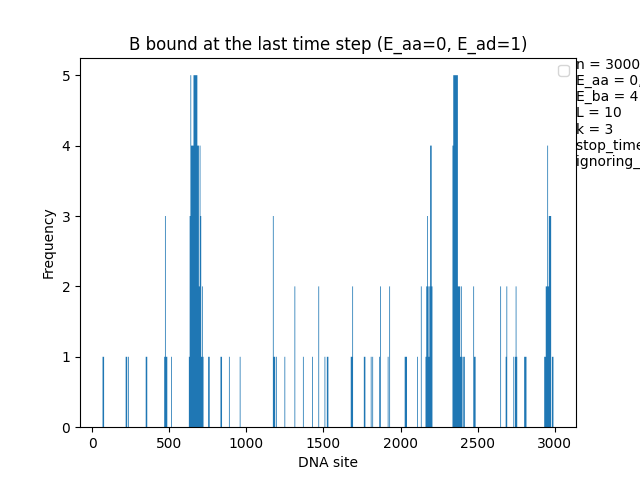 B bound at the last time step (E_aa=0, E_ad=1)
n = 3000
E_aa = 0,
E_ba = 4
L = 10
k = 3
stop_time
ignoring_
5
4
3
2
1
0
Frequency
0 500 1000 1500 2000 2500 3000
DNA site